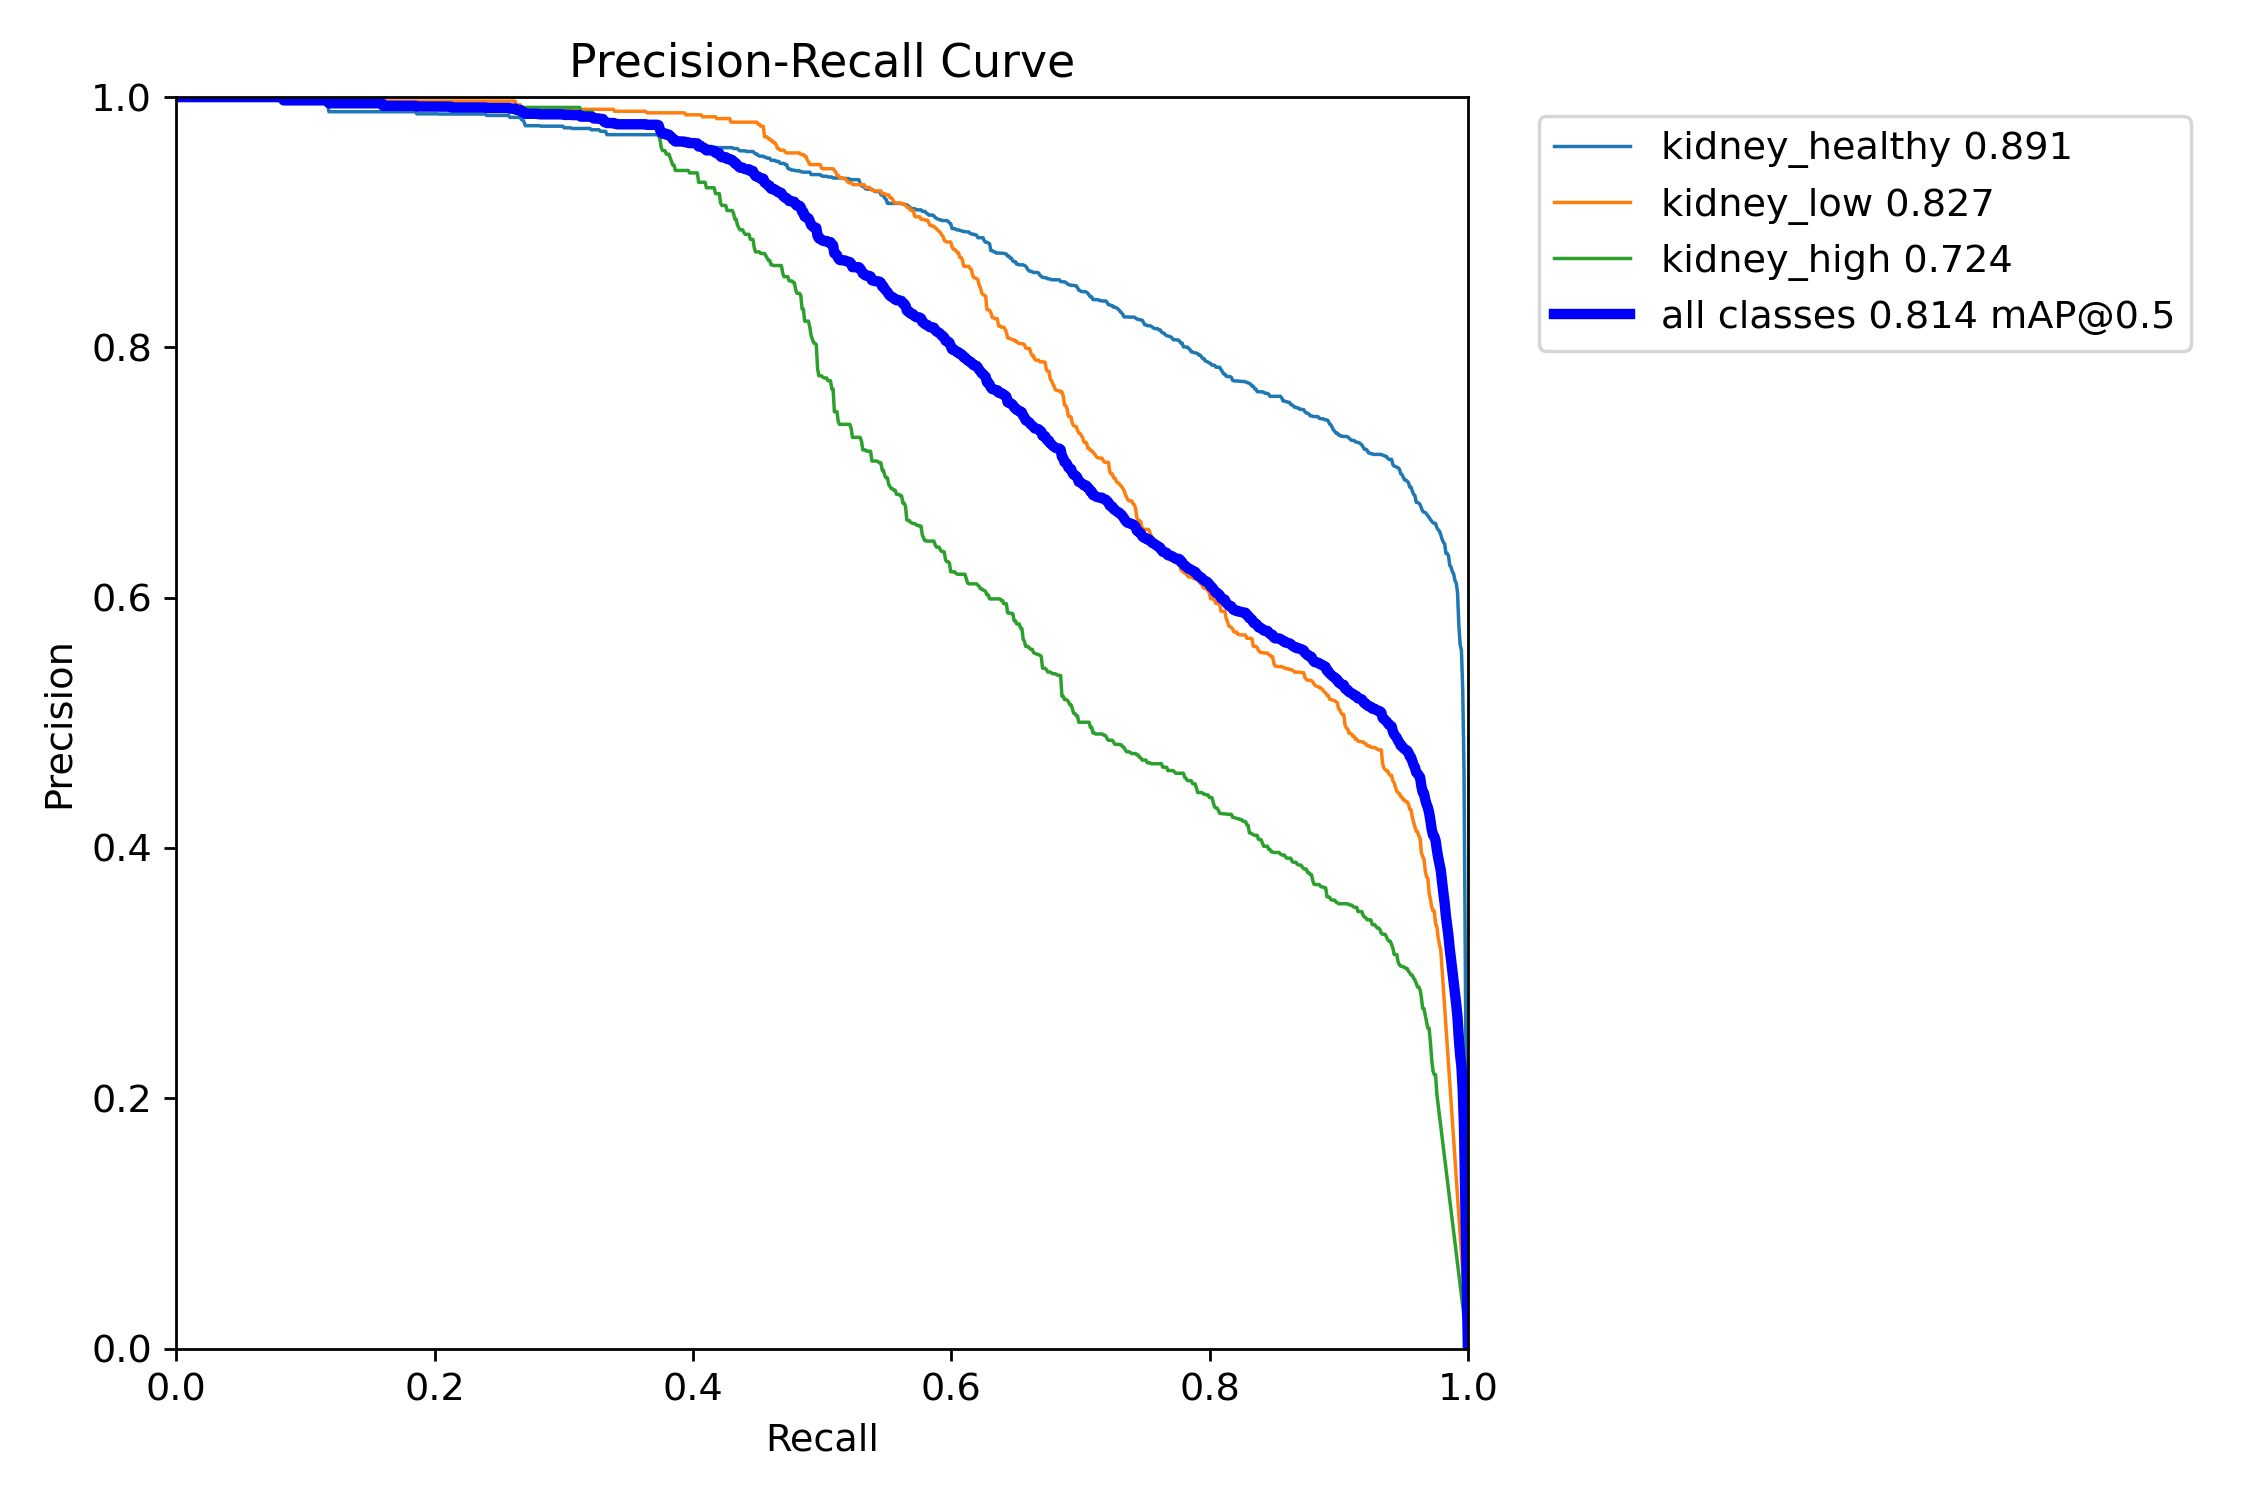 Precision-Recall Curve
kidney_healthy 0.891
kidney_low 0.827
kidney_high 0.724
all classes 0.814 mAP@0.5
Precision
1.0
0.8
0.6
0.4
0.2
0.0
0.0 0.2 0.4 0.6 0.8 1.0
Recall